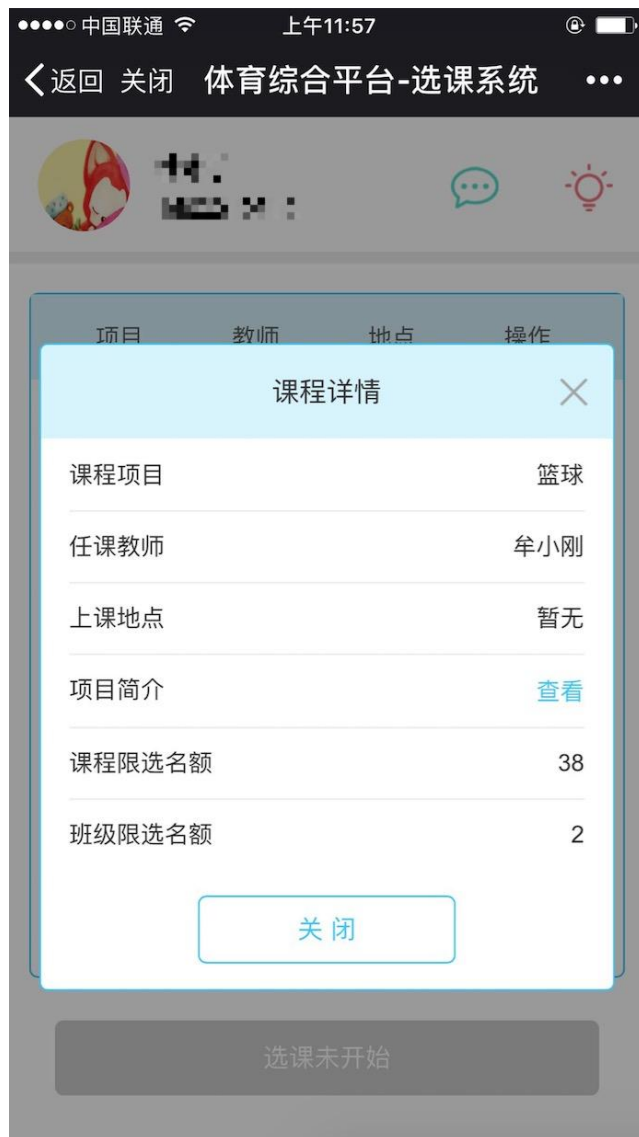 中国联通 上午11:57
返回 关闭 体育综合平台-选课系统
项目 教师 地点 操作
课程详情
课程项目 篮球
任课教师 牟小刚
上课地点 暂无
项目简介 查看
课程限选名额 38
班级限选名额 2
关 闭
选课未开始